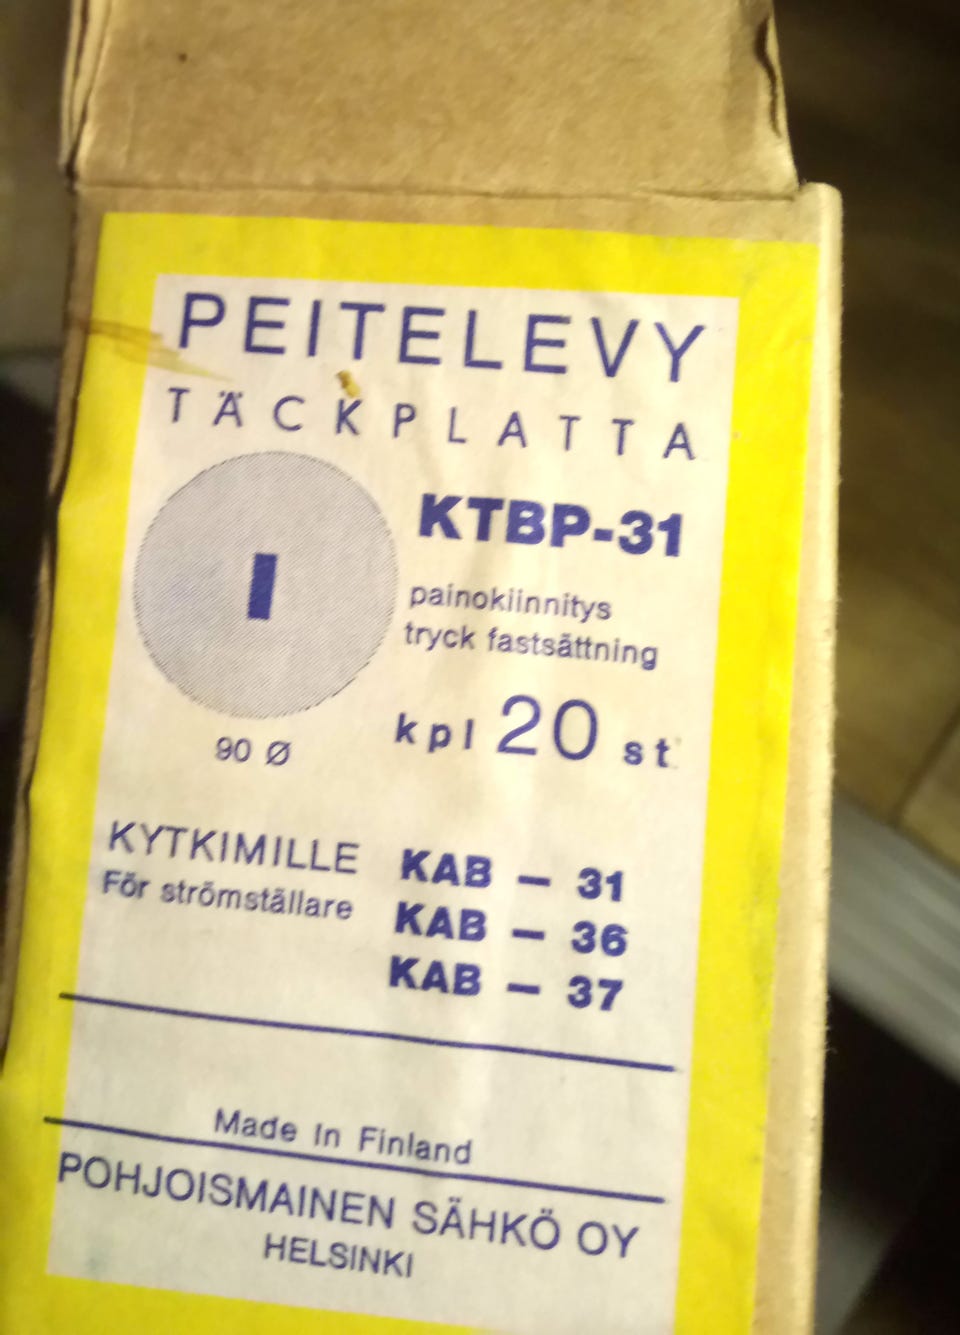 PEITELEVY
TÄCKPLATTA
KTBP-31
painokiinnitys
tryck fastsättning
kpl 20 st.
90 Ø
KYTKIMILLE KAB – 31
För strömställare KAB – 36
KAB – 37
Made in Finland
POHJOISMAINEN SÄHKÖ OY
HELSINKI